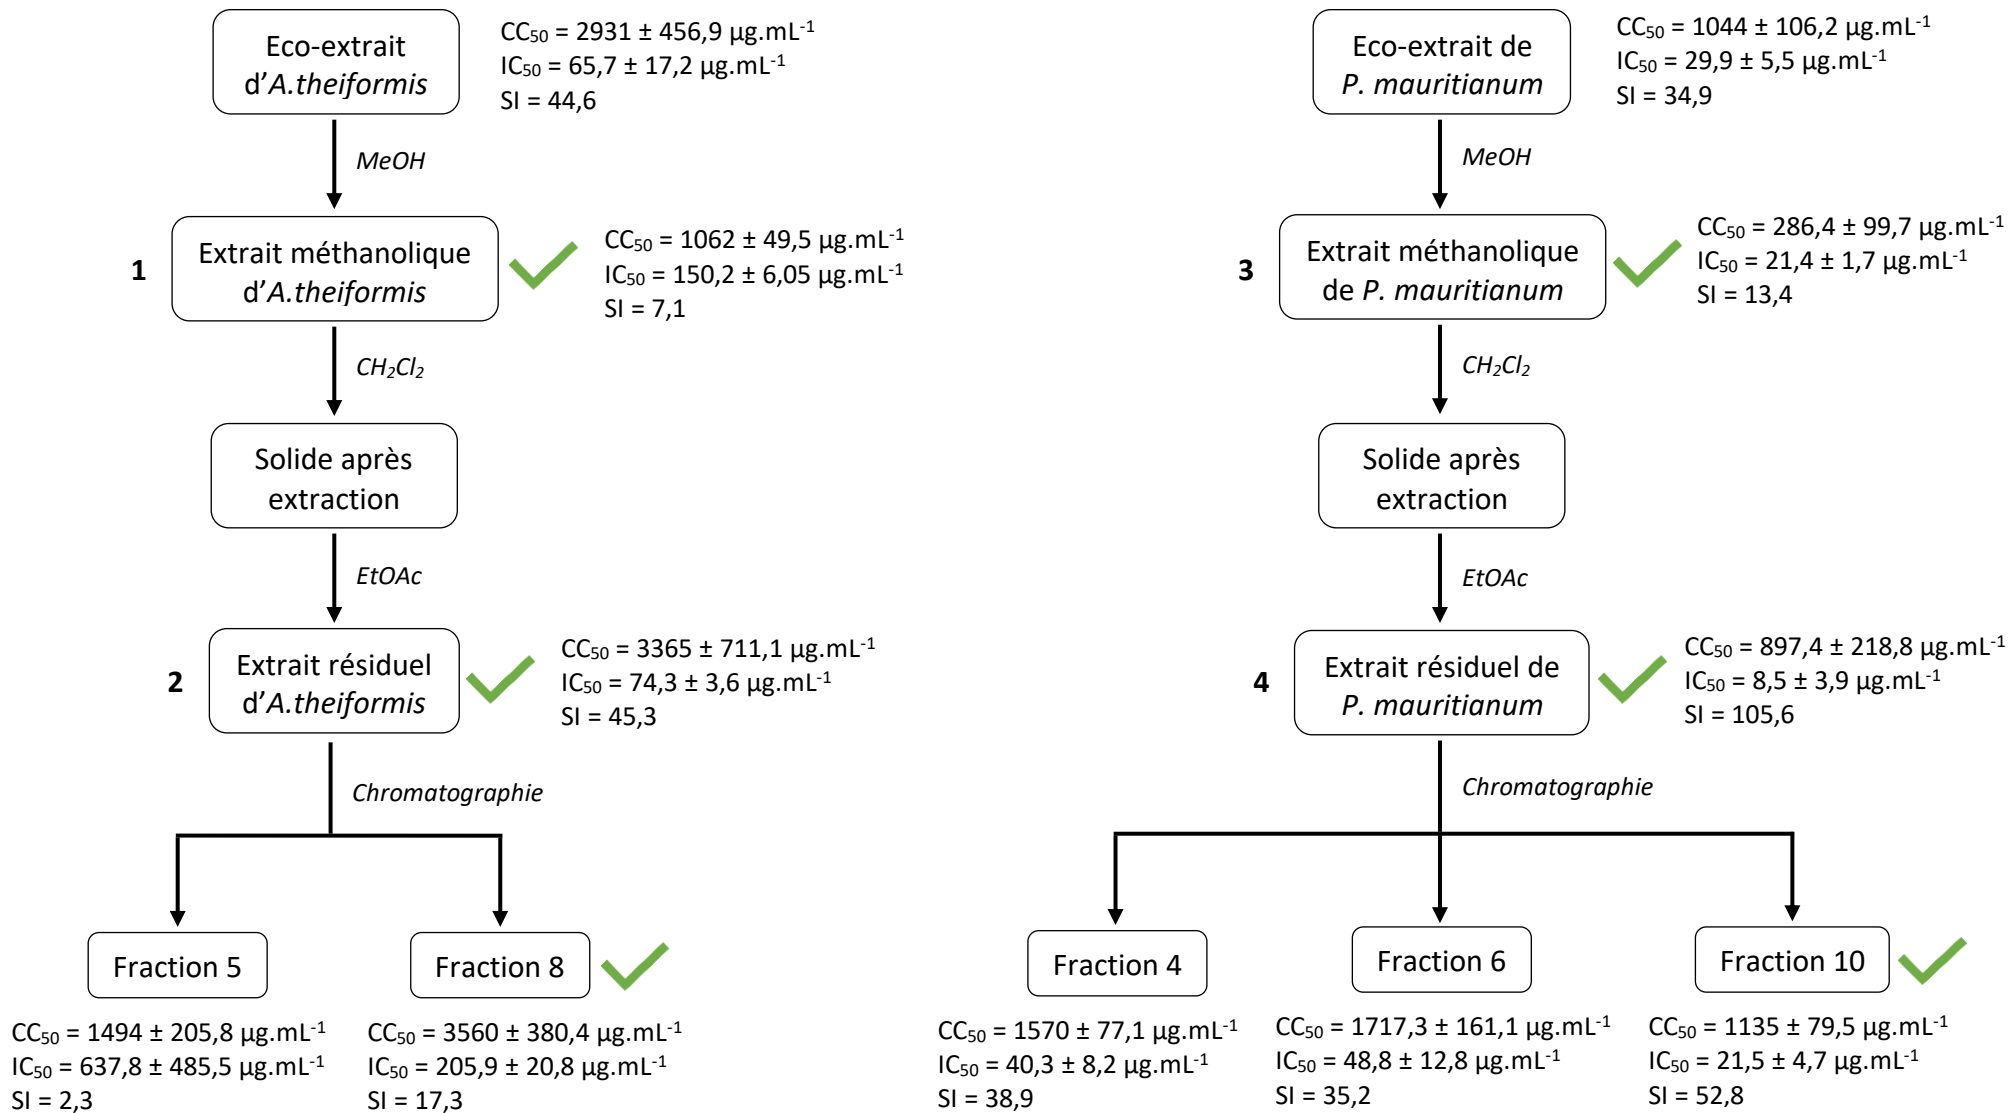 Eco-extrait
d’A.theiformis
CC50 = 2931 ± 456,9 µg.mL-1
IC50 = 65,7 ± 17,2 µg.mL-1
SI = 44,6
MeOH
1
Extrait méthanolique
d’A.theiformis
CC50 = 1062 ± 49,5 µg.mL-1
IC50 = 150,2 ± 6,05 µg.mL-1
SI = 7,1
CH2Cl2
Solide après
extraction
EtOAc
2
Extrait résiduel
d’A.theiformis
CC50 = 3365 ± 711,1 µg.mL-1
IC50 = 74,3 ± 3,6 µg.mL-1
SI = 45,3
Chromatographie
Fraction 5
CC50 = 1494 ± 205,8 µg.mL-1
IC50 = 637,8 ± 485,5 µg.mL-1
SI = 2,3
Fraction 8
CC50 = 3560 ± 380,4 µg.mL-1
IC50 = 205,9 ± 20,8 µg.mL-1
SI = 17,3
Eco-extrait de
P. mauritianum
CC50 = 1044 ± 106,2 µg.mL-1
IC50 = 29,9 ± 5,5 µg.mL-1
SI = 34,9
MeOH
3
Extrait méthanolique
de P. mauritianum
CC50 = 286,4 ± 99,7 µg.mL-1
IC50 = 21,4 ± 1,7 µg.mL-1
SI = 13,4
CH2Cl2
Solide après
extraction
EtOAc
4
Extrait résiduel de
P. mauritianum
CC50 = 897,4 ± 218,8 µg.mL-1
IC50 = 8,5 ± 3,9 µg.mL-1
SI = 105,6
Chromatographie
Fraction 4
CC50 = 1570 ± 77,1 µg.mL-1
IC50 = 40,3 ± 8,2 µg.mL-1
SI = 38,9
Fraction 6
CC50 = 1717,3 ± 161,1 µg.mL-1
IC50 = 48,8 ± 12,8 µg.mL-1
SI = 35,2
Fraction 10
CC50 = 1135 ± 79,5 µg.mL-1
IC50 = 21,5 ± 4,7 µg.mL-1
SI = 52,8